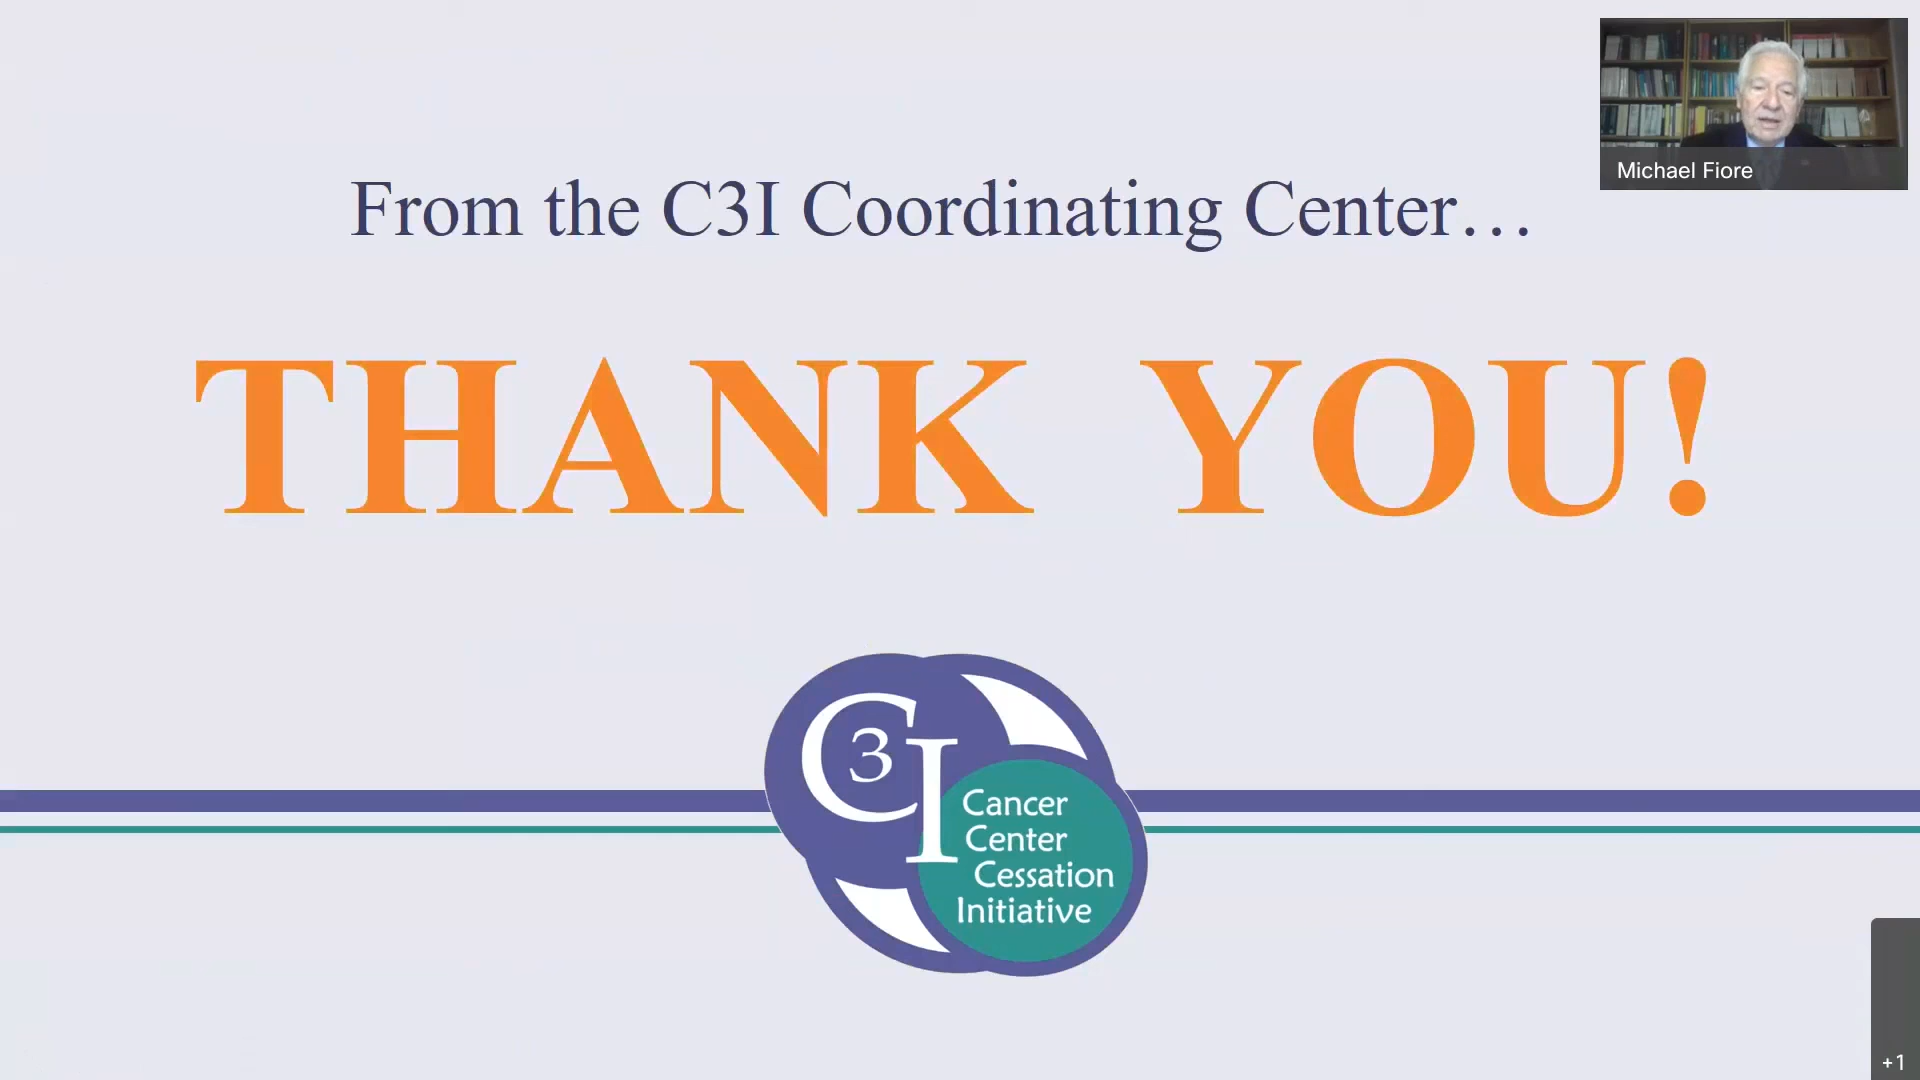 Michael Fiore
From the C3I Coordinating Center…
THANK YOU!
C3I
Cancer
Center
Cessation
Initiative
+1